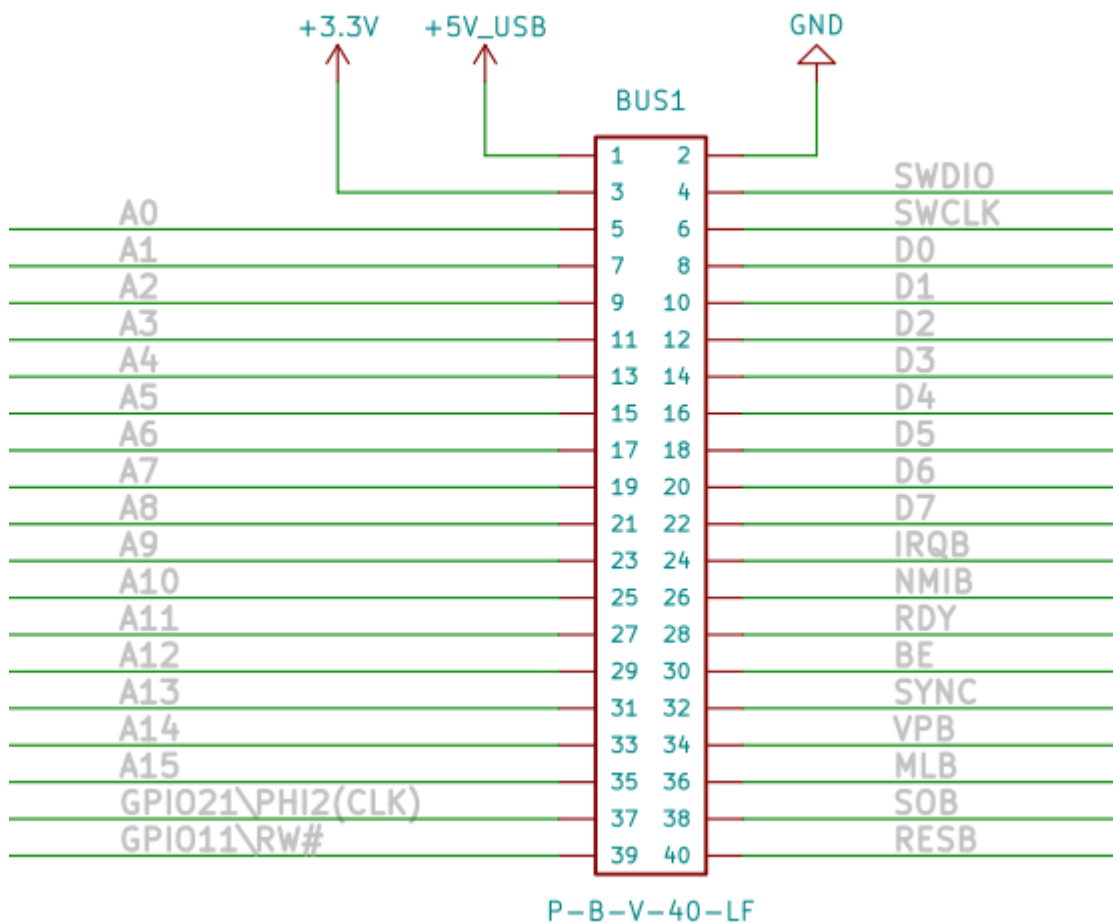 +3.3V +5V_USB GND
BUS1
1 2
3 4 SWDIO
A0 5 6 SWCLK
A1 7 8 D0
A2 9 10 D1
A3 11 12 D2
A4 13 14 D3
A5 15 16 D4
A6 17 18 D5
A7 19 20 D6
A8 21 22 D7
A9 23 24 IRQB
A10 25 26 NMIB
A11 27 28 RDY
A12 29 30 BE
A13 31 32 SYNC
A14 33 34 VPB
A15 35 36 MLB
GPIO21\PHI2(CLK) 37 38 SOB
GPIO11\RW# 39 40 RESB
P-B-V-40-LF